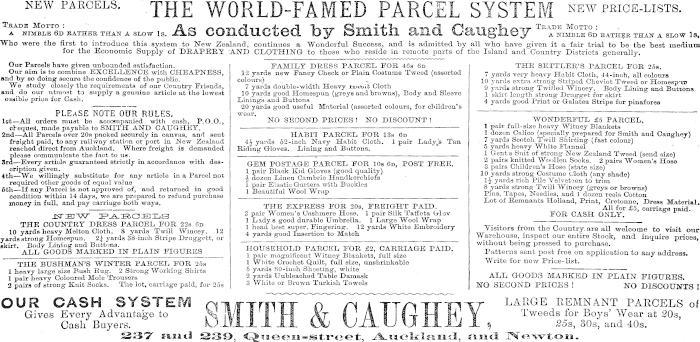 NEW PARCELS. THE WORLD-FAMED PARCEL SYSTEM NEW PRICE-LISTS.
TRADE MOTTO: A NIMBLE 6D RATHER THAN A SLOW 1s. As conducted by Smith and Caughey TRADE MOTTO: A NIMBLE 6D RATHER THAN A SLOW 1s.
Who were the first to introduce this system to New Zealand, continues a Wonderful Success, and is admitted by all who have given it a fair trial to be the best medium
for the Economic Supply of DRAPERY AND CLOTHING to those who reside in remote parts of the Island and Country Districts generally.
Our Parcels have given unbounded satisfaction.
Our aim is to combine EXCELLENCE with CHEAPNESS,
and by so doing secure the confidence of the public.
We study closely the requirements of our Country Friends,
and do our utmost to supply a genuine article at the lowest
possible price for Cash.
PLEASE NOTE OUR RULES.
1st—All orders must be accompanied with cash, P.O.O.,
cheques, made payable to SMITH AND CAUGHEY.
2nd—All Parcels over 20s packed securely in canvas, and sent
freight paid, to any railway station or port in New Zealand
reached direct from Auckland. Where freight is demanded
please communicate the fact to us.
3rd—Every article guaranteed strictly in accordance with description
given.
4th—We willingly substitute for any article in a Parcel not
required other goods of equal value
5th—If any Parcel is not approved of, and returned in good
condition within 14 days, we are prepared to refund purchase
money in full, and pay carriage both ways.
NEW PARCELS
THE COUNTRY DRESS PARCEL FOR 22s 6D
10 yards heavy Melton Cloth. 8 yards Twill Winceÿ. 12
yards strong Homespun. 2½ yards 58-inch Stripe Druggett, or
skirt. Body Lining and Buttons.
ALL GOODS MARKED IN PLAIN FIGURES
THE BUSHMAN'S WINTER PARCEL FOR 25s
1 heavy large size Bush Rug. 2 Strong Working Shirts
1 pair heavy Coloured Mole Trousers
2 pairs of strong Knit Socks. The lot, carriage paid, for 25s
FAMILY DRESS PARCEL FOR 46s 6D
12 yards new Fancy Check or Plain Costume Tweed (assorted
colours)
7 yards double-width Heavy Cloth
10 yards good Homespun (greys and browns), Body and Sleeve
Linings and Buttons
20 yards good useful Material (assorted colours, for children's
wear.
NO SECOND PRICES! NO DISCOUNT!
HABIT PARCEL FOR 13s 6D
4½ yards 52-inch Navy Habit Cloth. 1 pair Lady's Tan
Riding Gloves. Lining and Buttons.
GEM POSTAGE PARCEL FOR 10s 6D, POST FREE.
1 pair Black Kid Gloves (good quality)
½ dozen Linen Cambric Handkerchiefs
1 pair Elastic Garters with Buckles
1 Beautiful Wool Wrap
THE EXPRESS FOR 20s, FREIGHT PAID.
2 pair Women's Cashmere Hose. 1 pair Silk Taffeta Glov
1 Lady's good durable Umbrella. 1 Large Wool Wrap
1 head best super. Fingering. 12 yards White Embroidery
4 yards good Insertion to Match
HOUSEHOLD PARCEL FOR £2, CARRIAGE PAID.
1 pair magnificent Witney Blankets, full size
1 White Crochet Quilt, full size, unshrinkable
8 yards 80-inch Sheeting, white
2 yards Unbleached Table Damask
3 White or Brown Turkish Towels
THE SETTLER'S PARCEL FOR 25s.
7 yards very heavy Habit Cloth, 44-inch, all colours
10 yards extra strong Striped Cheviot Tweed or Homespun
9 yards strong Twilled Wincey. Body Lining and Buttons
1 skirt length strong Drugget for skirt
4 yards good Print or Galatea Stripe for pinafores
WONDERFUL £5 PARCEL,
1 pair full-size heavy Witney Blankets
1 dozen Calico (specially prepared for Smith and Caughey)
7 yards Scotch Twill Shirting (fast colour)
5 yards heavy White Flannel
1 Gent's Suit of strong New Zealand Tweed (send size)
2 pairs knitted Woollen Socks. 2 pairs Women's Hose
2 pairs Children's Hose (state size)
10 yards strong Costume Cloth (any shade)
1½ yards rich Pile Velveteen to trim
8 yards strong Twill Wincey (greys or browns)
Pins, Tapes, Needles, and 1 dozen reels Cotton
Lot of Remnants Holland, Print, Cretonne, Dress Material.
All for £5, carriage paid.
FOR CASH ONLY.
Visitors from the Country are all welcome to visit our
Warehouse, inspect our Entire Stock, and inquire prices,
without being pressed to purchase.
Patterns sent post free on application to any address.
Write for new Price-list.
ALL GOODS MARKED IN PLAIN FIGURES.
NO SECOND PRICES! NO DISCOUNTS!
OUR CASH SYSTEM
Gives Every Advantage to
Cash Buyers.
SMITH & CAUGHEY,
LARGE REMNANT PARCELS of
Tweeds for Boys' Wear at 20s,
25s, 30s, and 40s.
237 and 239, Queen-street, Auckland, and Newton.